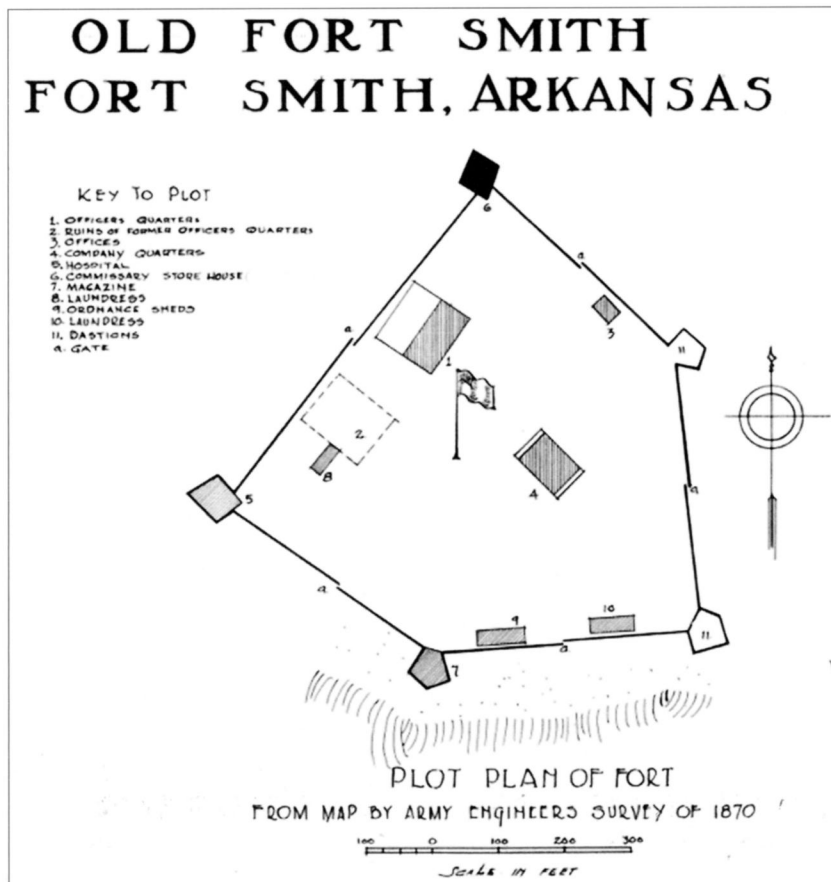 OLD FORT SMITH
FORT SMITH, ARKANSAS
KEY TO PLOT
1. OFFICERS QUARTERS
2. RUINS OF FORMER OFFICERS QUARTERS
3. OFFICES
4. COMPANY QUARTERS
5. HOSPITAL
6. COMMISSARY STORE HOUSE
7. MAGAZINE
8. LAUNDRESS
9. ORDNANCE SHEDS
10. LAUNDRESS
11. BASTIONS
a. GATE
6
a
3
11
a
1
2
8
4
5
a
a
9
10
a
11
7
PLOT PLAN OF FORT
FROM MAP BY ARMY ENGINEERS SURVEY OF 1870
100 0 100 200 300
SCALE IN FEET